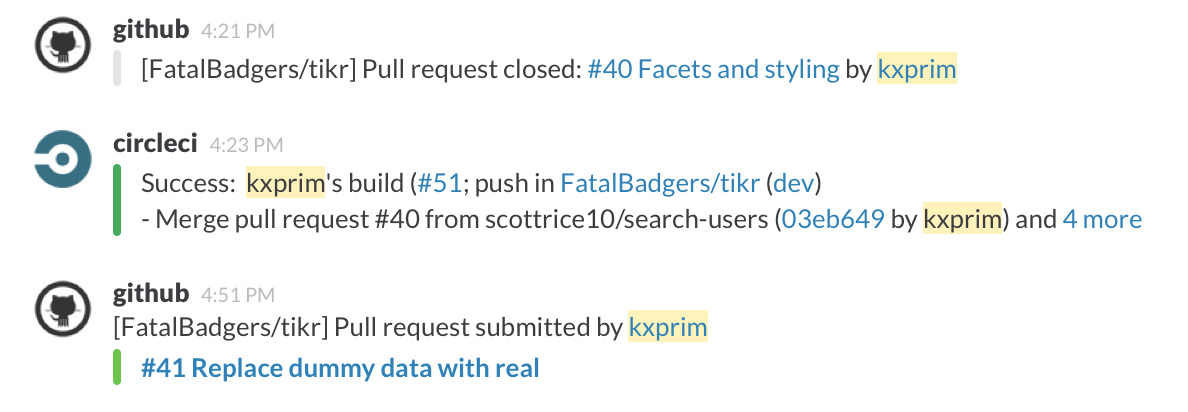 github 4:21 PM
[FatalBadgers/tikr] Pull request closed: #40 Facets and styling by kxprim
circleci 4:23 PM
Success: kxprim's build (#51; push in FatalBadgers/tikr (dev)
- Merge pull request #40 from scottrice10/search-users (03eb649 by kxprim) and 4 more
github 4:51 PM
[FatalBadgers/tikr] Pull request submitted by kxprim
#41 Replace dummy data with real